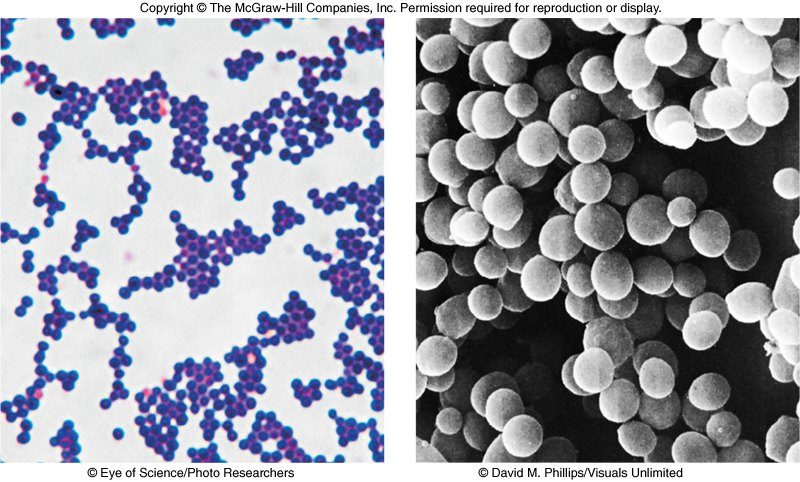 Copyright © The McGraw-Hill Companies, Inc. Permission required for reproduction or display.
© Eye of Science/Photo Researchers
© David M. Phillips/Visuals Unlimited